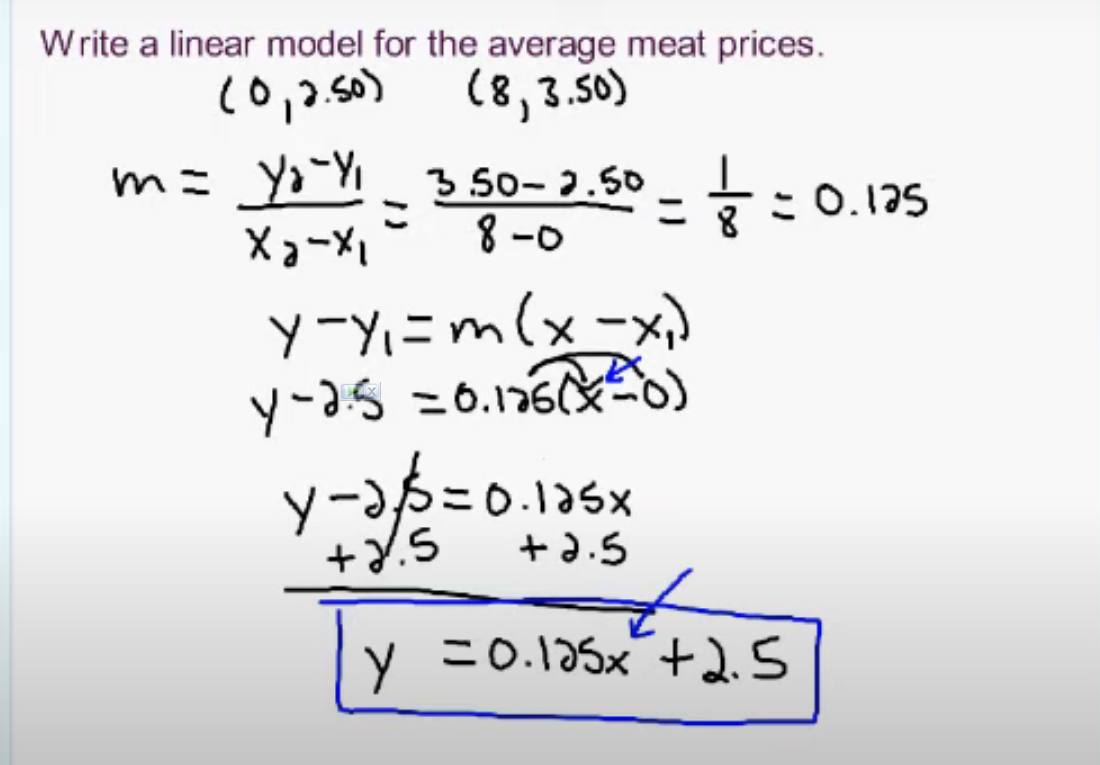 Write a linear model for the average meat prices.
(0, 2.50) (8, 3.50)
m = y₂-y₁ / x₂-x₁ = 3.50-2.50 / 8-0 = 1/8 = 0.125
y-y₁ = m(x-x₁)
y-2.5 = 0.125(x-0)
y-2.5 = 0.125x
+2.5 +2.5
y = 0.125x +2.5